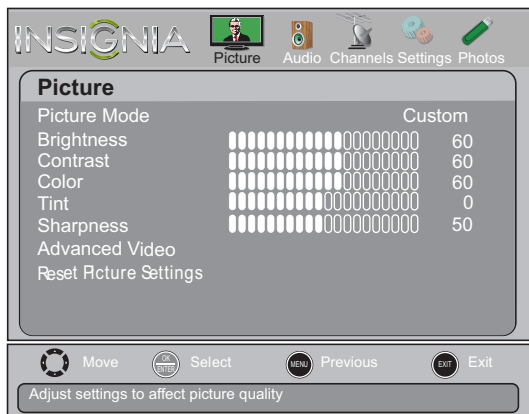 INSIGNIA
Picture Audio Channels Settings Photos
Picture
Picture Mode Custom
Brightness 60
Contrast 60
Color 60
Tint 0
Sharpness 50
Advanced Video
Reset Picture Settings
Move OK ENTER Select MENU Previous EXIT Exit
Adjust settings to affect picture quality